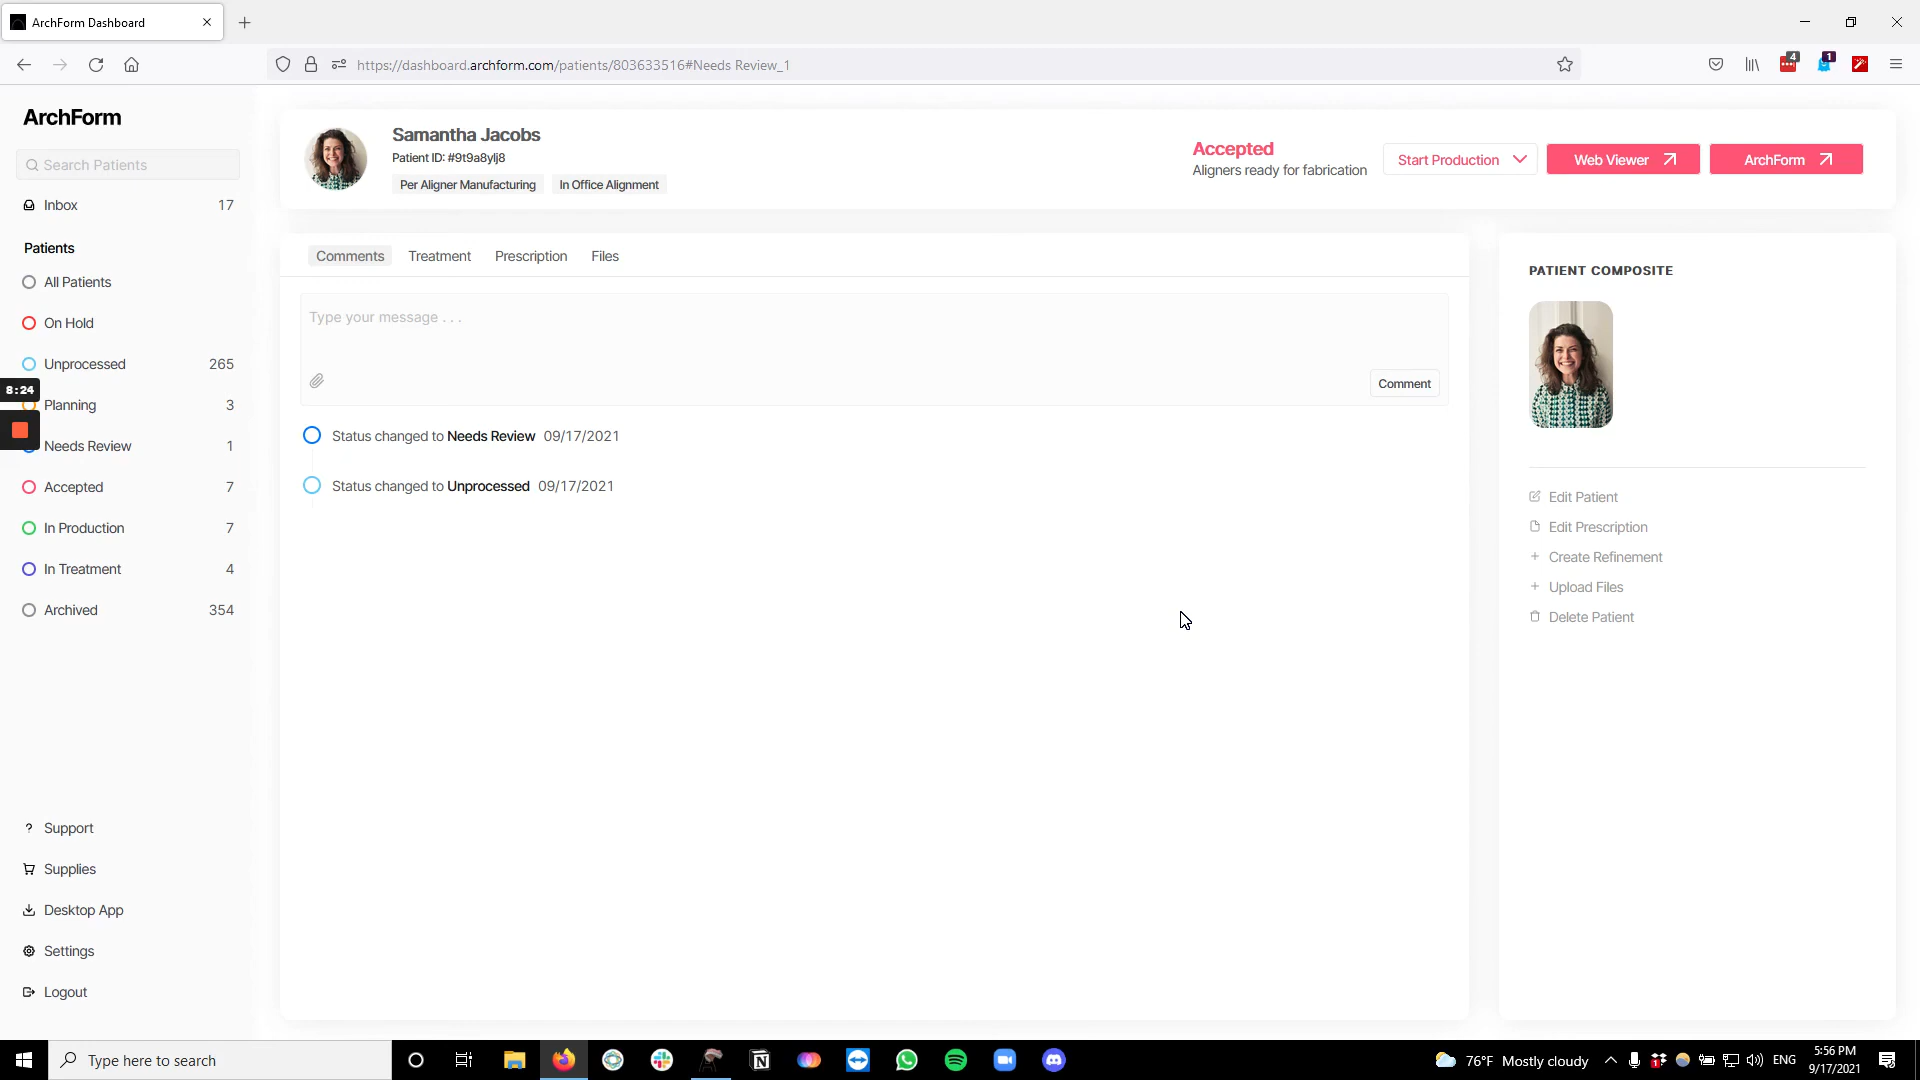 ArchForm Dashboard
https://dashboard.archform.com/patients/803633516#Needs Review_1
4
1
ArchForm
Search Patients
Inbox 17
Patients
All Patients
On Hold
Unprocessed 265
8:24
Planning 3
Needs Review 1
Accepted 7
In Production 7
In Treatment 4
Archived 354
Support
Supplies
Desktop App
Settings
Logout
Samantha Jacobs
Patient ID: #9t9a8ylj8
Per Aligner Manufacturing In Office Alignment
Accepted
Aligners ready for fabrication
Start Production
Web Viewer
ArchForm
Comments Treatment Prescription Files
Type your message . . .
Comment
Status changed to Needs Review 09/17/2021
Status changed to Unprocessed 09/17/2021
PATIENT COMPOSITE
Edit Patient
Edit Prescription
+ Create Refinement
+ Upload Files
Delete Patient
Type here to search
76°F Mostly cloudy
ENG
5:56 PM
9/17/2021